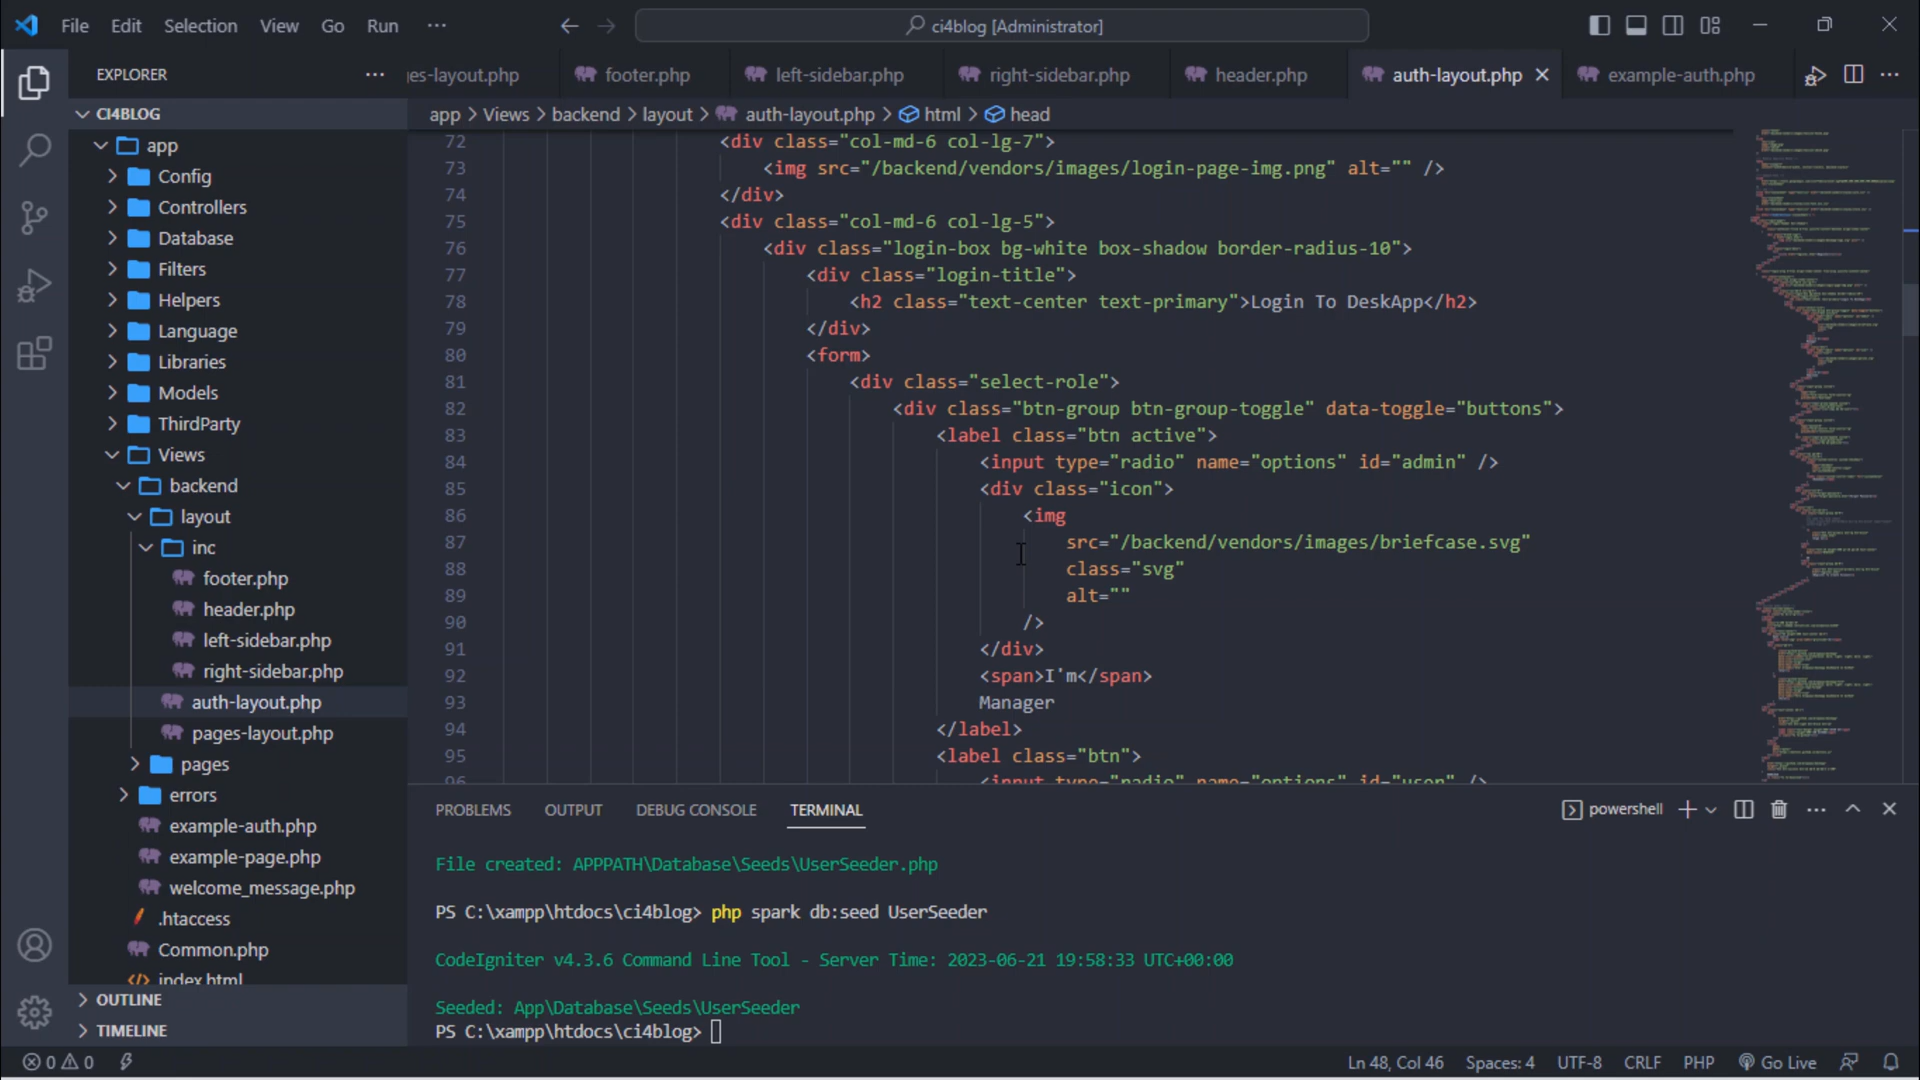 File Edit Selection View Go Run ···
ci4blog [Administrator]
EXPLORER ···
es-layout.php footer.php left-sidebar.php right-sidebar.php header.php auth-layout.php example-auth.php ···
CI4BLOG
app > Views > backend > layout > auth-layout.php > html > head
app
Config
Controllers
Database
Filters
Helpers
Language
Libraries
Models
ThirdParty
Views
backend
layout
inc
footer.php
header.php
left-sidebar.php
right-sidebar.php
auth-layout.php
pages-layout.php
pages
errors
example-auth.php
example-page.php
welcome_message.php
.htaccess
Common.php
index.html
OUTLINE
TIMELINE
72 <div class="col-md-6 col-lg-7">
73 <img src="/backend/vendors/images/login-page-img.png" alt="" />
74 </div>
75 <div class="col-md-6 col-lg-5">
76 <div class="login-box bg-white box-shadow border-radius-10">
77 <div class="login-title">
78 <h2 class="text-center text-primary">Login To DeskApp</h2>
79 </div>
80 <form>
81 <div class="select-role">
82 <div class="btn-group btn-group-toggle" data-toggle="buttons">
83 <label class="btn active">
84 <input type="radio" name="options" id="admin" />
85 <div class="icon">
86 <img
87 src="/backend/vendors/images/briefcase.svg"
88 class="svg"
89 alt=""
90 />
91 </div>
92 <span>I'm</span>
93 Manager
94 </label>
95 <label class="btn">
96 <input type="radio" name="options" id="user" />
PROBLEMS OUTPUT DEBUG CONSOLE TERMINAL powershell ···
File created: APPPATH\Database\Seeds\UserSeeder.php
PS C:\xampp\htdocs\ci4blog> php spark db:seed UserSeeder
CodeIgniter v4.3.6 Command Line Tool - Server Time: 2023-06-21 19:58:33 UTC+00:00
Seeded: App\Database\Seeds\UserSeeder
PS C:\xampp\htdocs\ci4blog>
0 0 Ln 48, Col 46 Spaces: 4 UTF-8 CRLF PHP Go Live